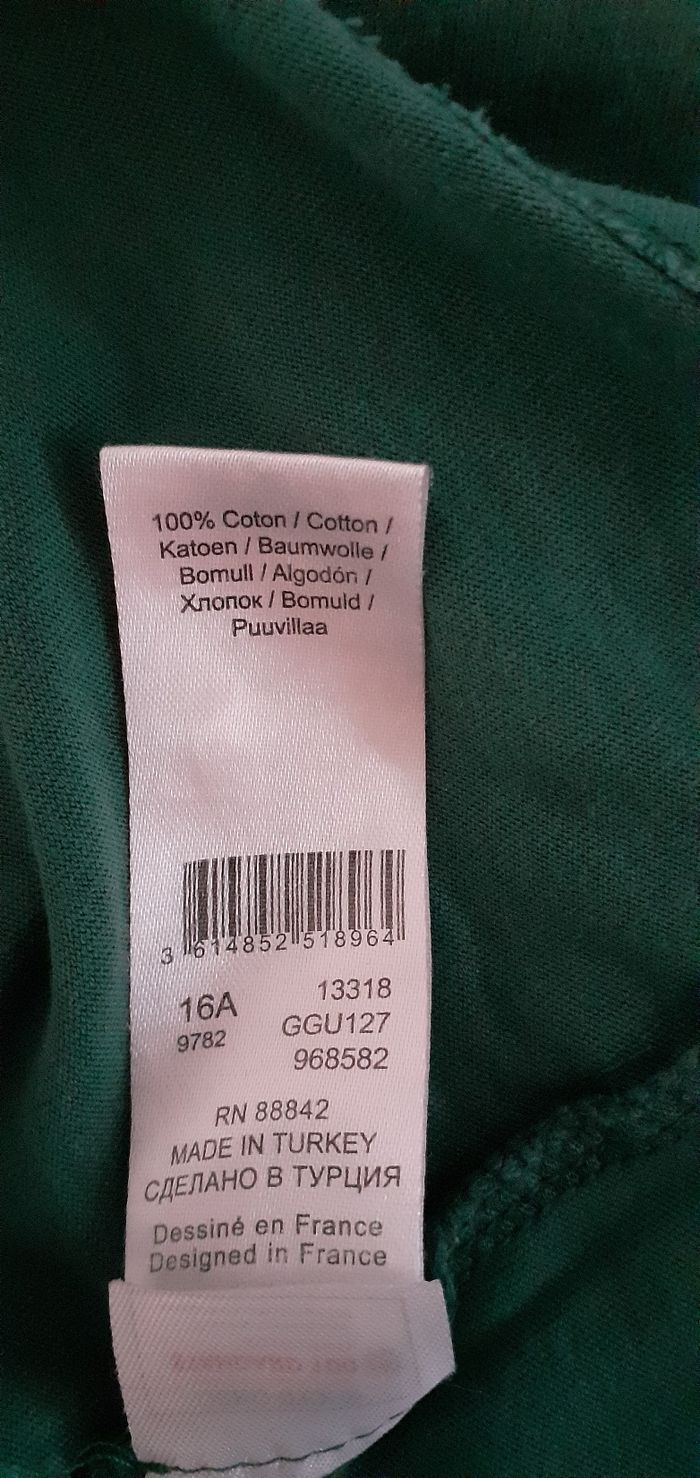 100% Coton / Cotton /
Katoen / Baumwolle /
Bomull / Algodón /
Хлопок / Bomuld /
Puuvillaa
3 614852 518964
16A 13318
9782 GGU127
968582
RN 88842
MADE IN TURKEY
СДЕЛАНО В ТУРЦИЯ
Dessiné en France
Designed in France